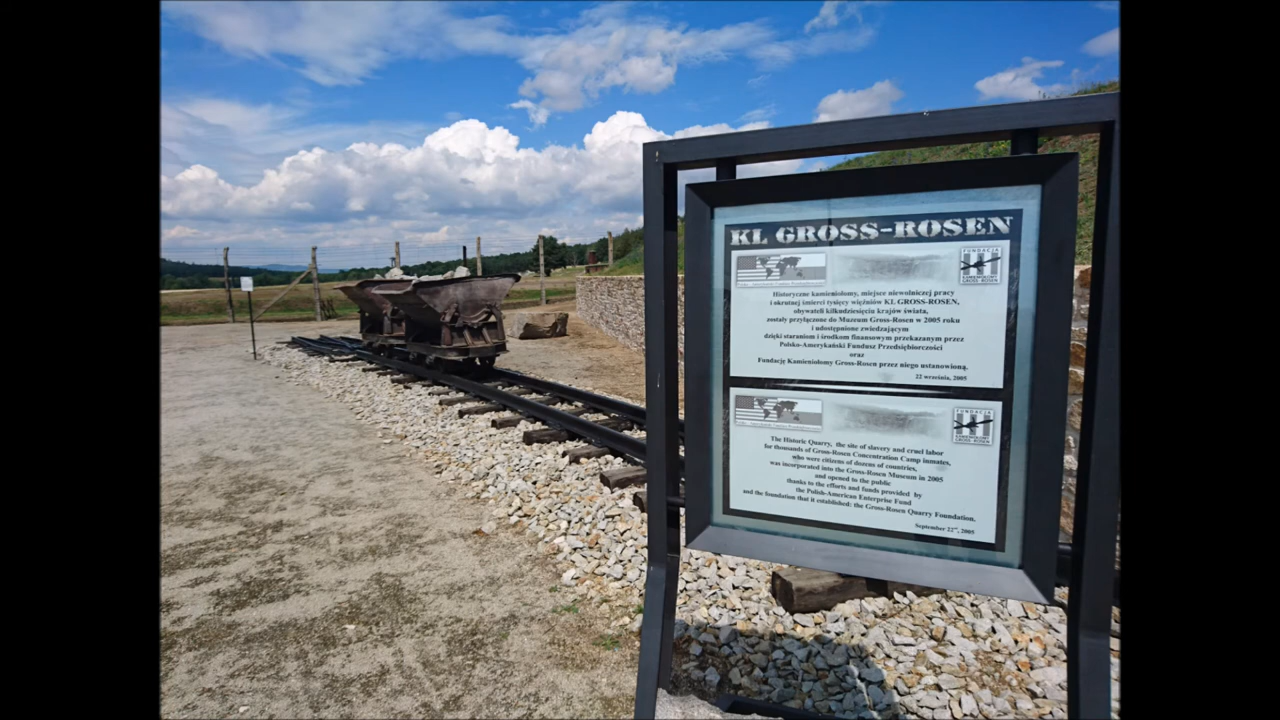 KL GROSS-ROSEN
FUNDACJA
KAMIENIOŁOMY
GROSS-ROSEN
Historyczne kamieniołomy, miejsce niewolniczej pracy
i okrutnej śmierci tysięcy więźniów KL GROSS-ROSEN,
obywateli kilkudziesięciu krajów świata,
zostały przyłączone do Muzeum Gross-Rosen w 2005 roku
i udostępnione zwiedzającym
dzięki staraniom i środkom finansowym przekazanym przez
Polsko-Amerykański Fundusz Przedsiębiorczości
oraz
Fundację Kamieniołomy Gross-Rosen przez niego ustanowioną.
22 września, 2005
FUNDACJA
KAMIENIOŁOMY
GROSS-ROSEN
The Historic Quarry, the site of slavery and cruel labor
for thousands of Gross-Rosen Concentration Camp inmates,
who were citizens of dozens of countries,
was incorporated into the Gross-Rosen Museum in 2005
and opened to the public
thanks to the efforts and funds provided by
the Polish-American Enterprise Fund
and the foundation that it established: the Gross-Rosen Quarry Foundation.
September 22nd, 2005